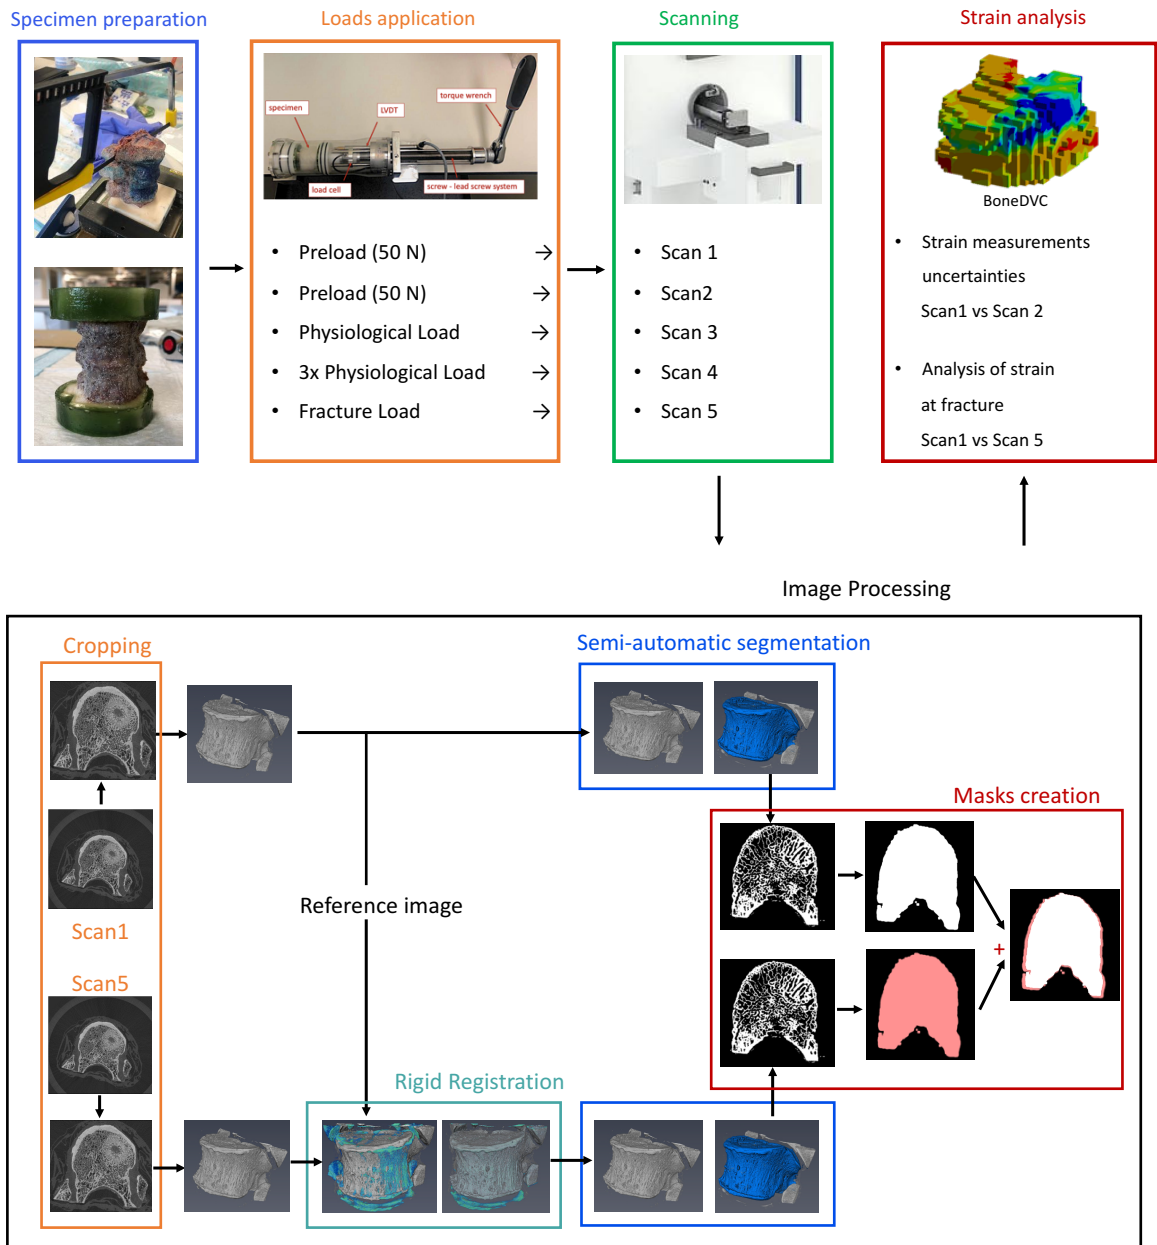 Specimen preparation
Loads application
specimen
LVDT
torque wrench
load cell
screw - lead screw system
• Preload (50 N) →
• Preload (50 N) →
• Physiological Load →
• 3x Physiological Load →
• Fracture Load →
Scanning
• Scan 1
• Scan2
• Scan 3
• Scan 4
• Scan 5
Strain analysis
BoneDVC
• Strain measurements
uncertainties
Scan1 vs Scan 2
• Analysis of strain
at fracture
Scan1 vs Scan 5
Image Processing
Cropping
Scan1
Scan5
Reference image
Rigid Registration
Semi-automatic segmentation
Masks creation
+